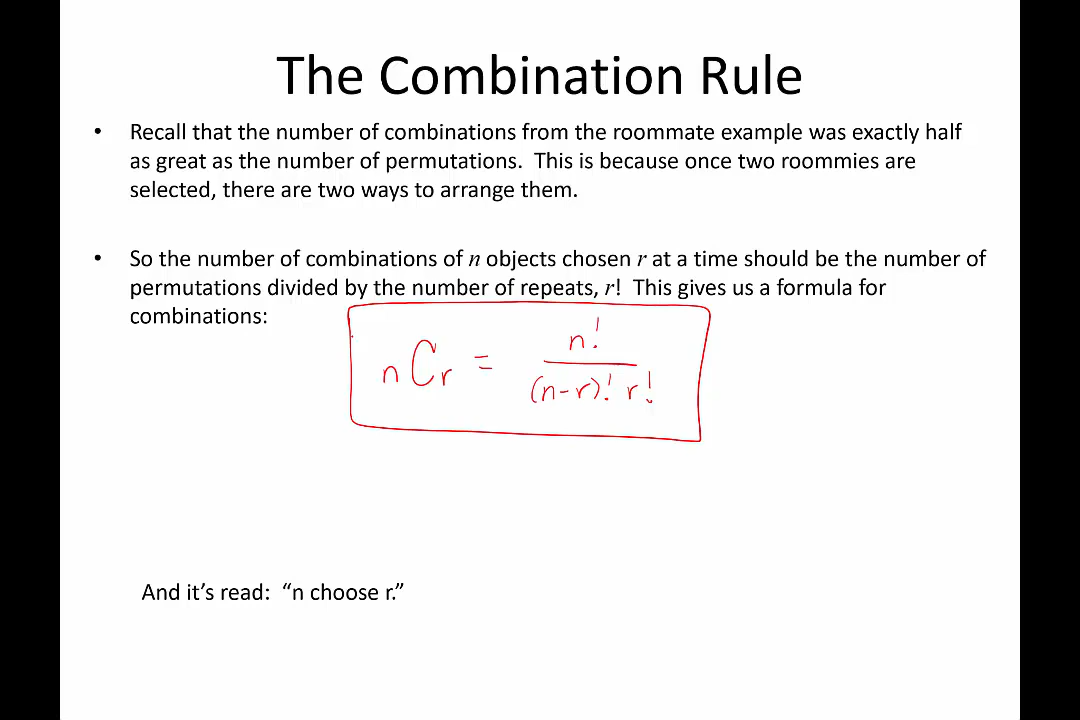 The Combination Rule
• Recall that the number of combinations from the roommate example was exactly half
as great as the number of permutations. This is because once two roommies are
selected, there are two ways to arrange them.
• So the number of combinations of n objects chosen r at a time should be the number of
permutations divided by the number of repeats, r! This gives us a formula for
combinations:
nCr = n! / (n-r)! r!
And it's read: “n choose r.”